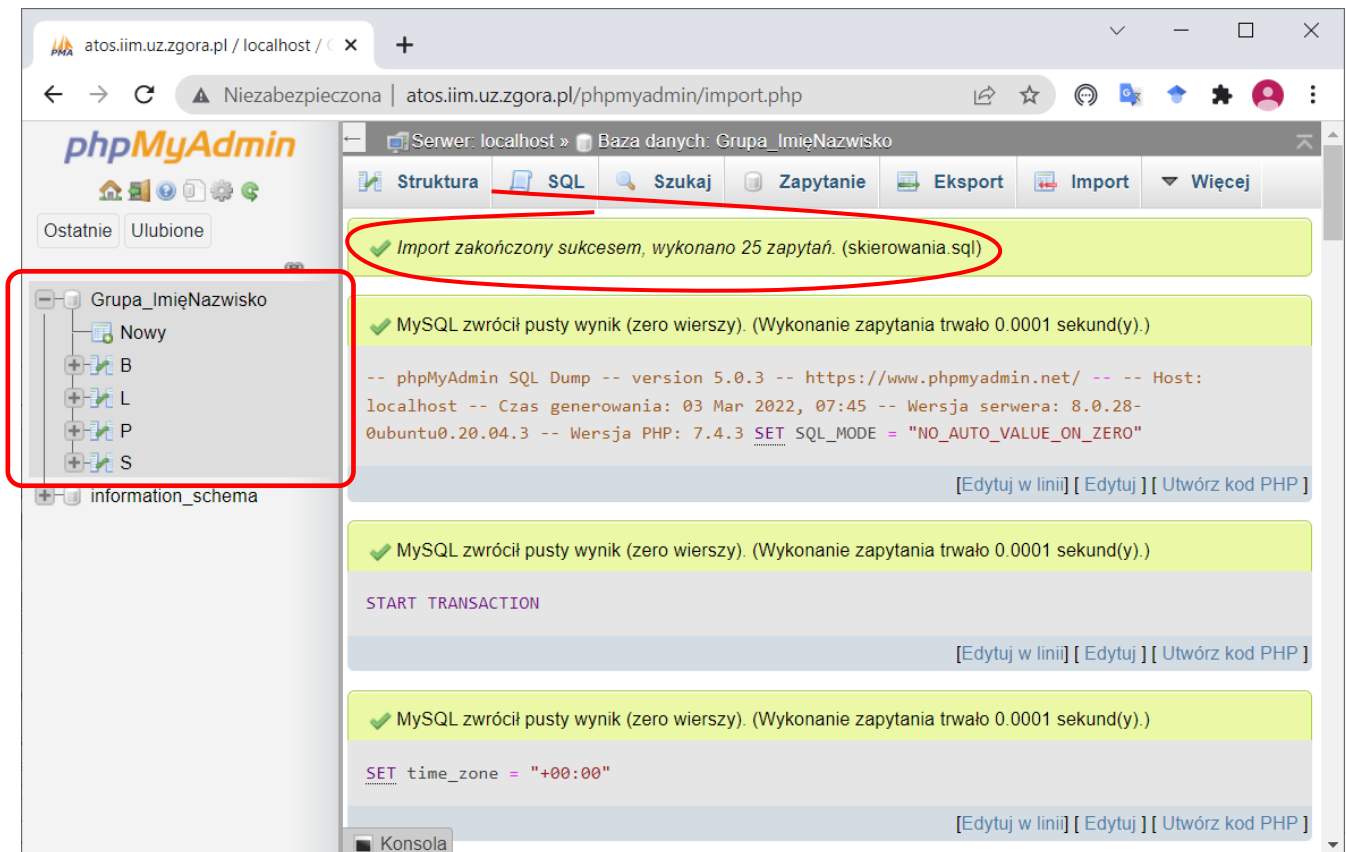 PMA atos.iim.uz.zgora.pl / localhost /
Niezabezpieczona | atos.iim.uz.zgora.pl/phpmyadmin/import.php
phpMyAdmin
Ostatnie Ulubione
Grupa_ImięNazwisko
Nowy
B
L
P
S
information_schema
Serwer: localhost » Baza danych: Grupa_ImięNazwisko
Struktura SQL Szukaj Zapytanie Eksport Import Więcej
Import zakończony sukcesem, wykonano 25 zapytań. (skierowania.sql)
MySQL zwrócił pusty wynik (zero wierszy). (Wykonanie zapytania trwało 0.0001 sekund(y).)
-- phpMyAdmin SQL Dump -- version 5.0.3 -- https://www.phpmyadmin.net/ -- -- Host:
localhost -- Czas generowania: 03 Mar 2022, 07:45 -- Wersja serwera: 8.0.28-
0ubuntu0.20.04.3 -- Wersja PHP: 7.4.3 SET SQL_MODE = "NO_AUTO_VALUE_ON_ZERO"
[Edytuj w linii] [ Edytuj ] [ Utwórz kod PHP ]
MySQL zwrócił pusty wynik (zero wierszy). (Wykonanie zapytania trwało 0.0001 sekund(y).)
START TRANSACTION
[Edytuj w linii] [ Edytuj ] [ Utwórz kod PHP ]
MySQL zwrócił pusty wynik (zero wierszy). (Wykonanie zapytania trwało 0.0001 sekund(y).)
SET time_zone = "+00:00"
[Edytuj w linii] [ Edytuj ] [ Utwórz kod PHP ]
Konsola